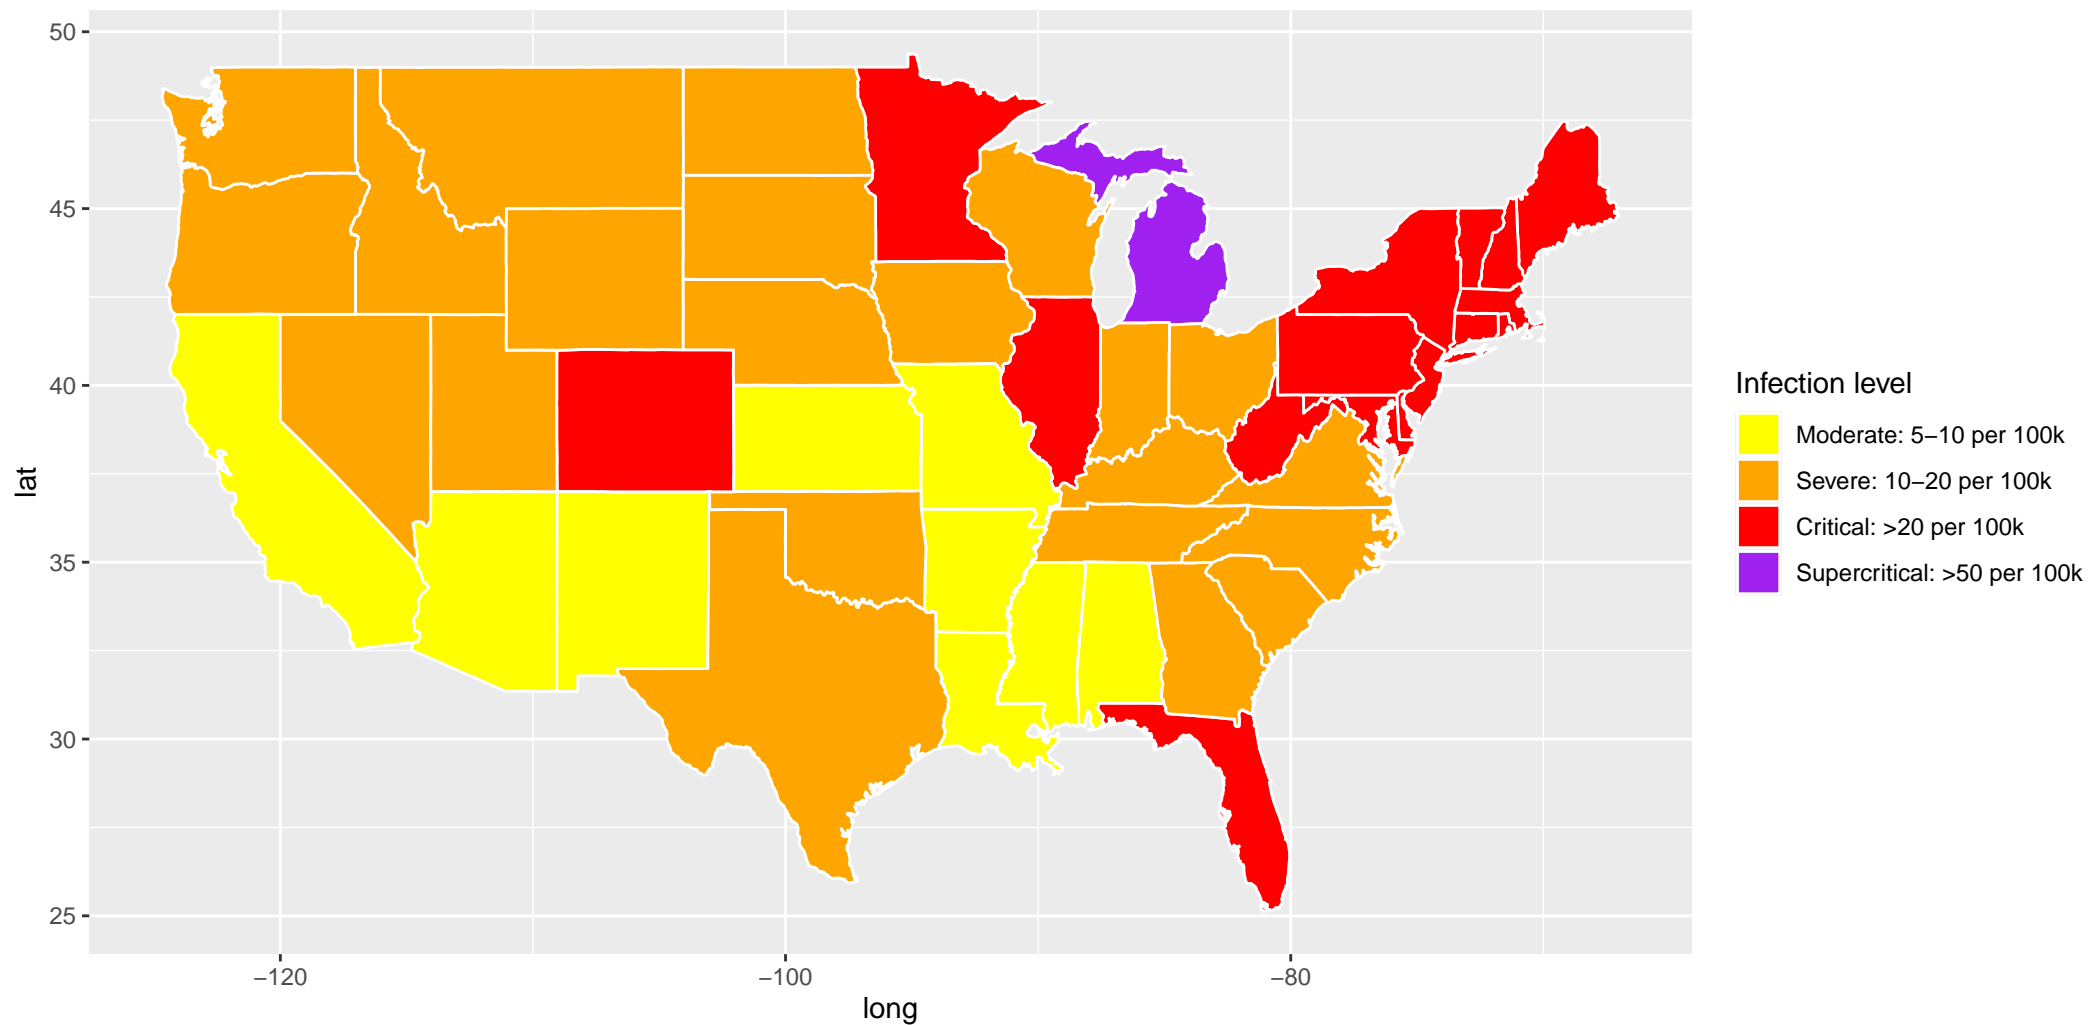 50
45
40
35
30
25
lat
−120
−100
−80
long
Infection level
Moderate: 5−10 per 100k
Severe: 10−20 per 100k
Critical: >20 per 100k
Supercritical: >50 per 100k